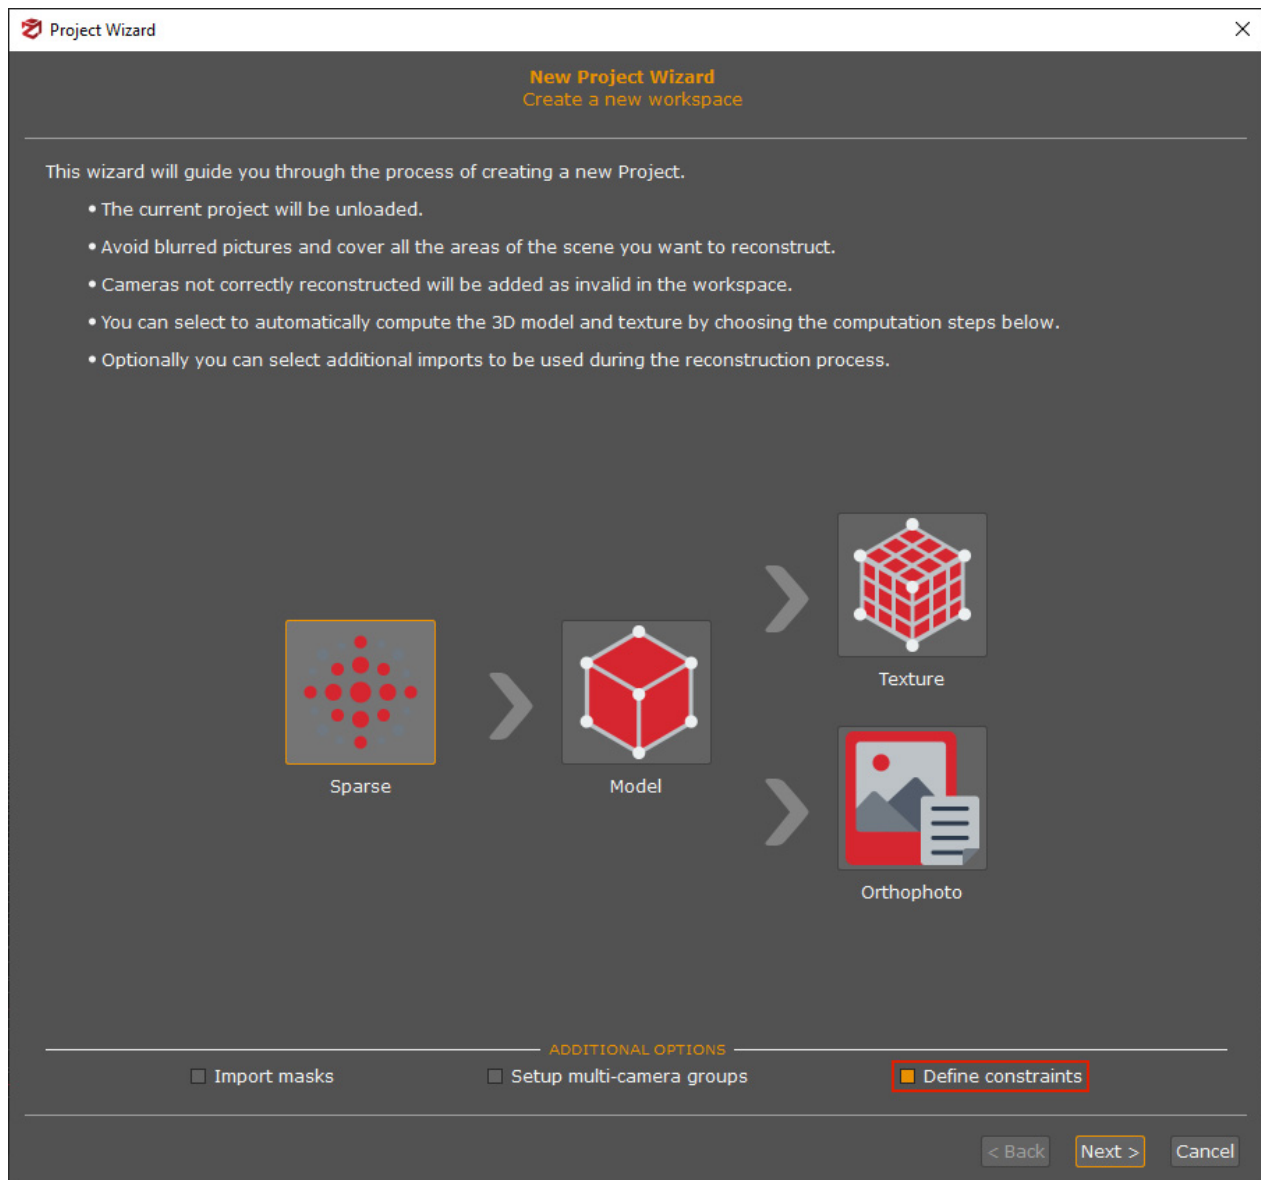 Project Wizard
New Project Wizard
Create a new workspace
This wizard will guide you through the process of creating a new Project.
• The current project will be unloaded.
• Avoid blurred pictures and cover all the areas of the scene you want to reconstruct.
• Cameras not correctly reconstructed will be added as invalid in the workspace.
• You can select to automatically compute the 3D model and texture by choosing the computation steps below.
• Optionally you can select additional imports to be used during the reconstruction process.
Texture
Sparse
Model
Orthophoto
ADDITIONAL OPTIONS
Import masks
Setup multi-camera groups
Define constraints
< Back
Next >
Cancel